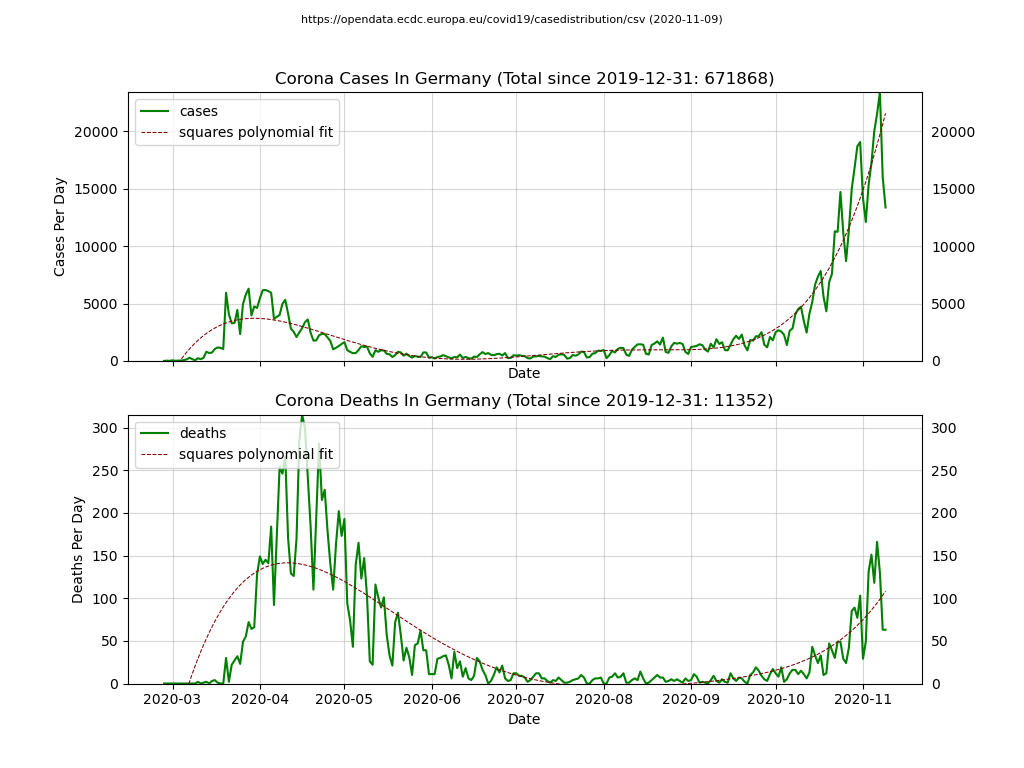 https://opendata.ecdc.europa.eu/covid19/casedistribution/csv (2020-11-09)
Corona Cases In Germany (Total since 2019-12-31: 671868)
cases
squares polynomial fit
20000 20000
15000 15000
10000 10000
5000 5000
0 0
Cases Per Day
Date
Corona Deaths In Germany (Total since 2019-12-31: 11352)
deaths
squares polynomial fit
300 300
250 250
200 200
150 150
100 100
50 50
0 0
Deaths Per Day
2020-03 2020-04 2020-05 2020-06 2020-07 2020-08 2020-09 2020-10 2020-11
Date